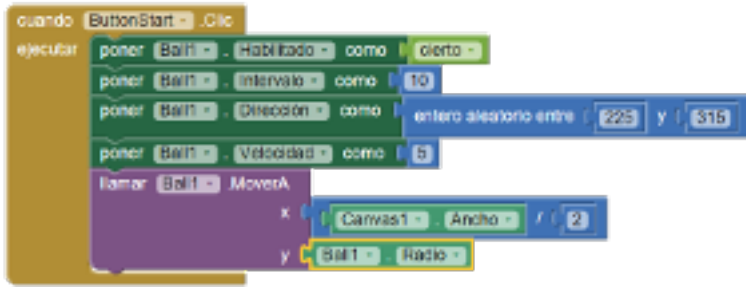 cuando ButtonStart .Clic
ejecutar poner Ball1 . Habilitado como cierto
poner Ball1 . Intervalo como 10
poner Ball1 . Dirección como entero aleatorio entre 225 y 315
poner Ball1 . Velocidad como 5
llamar Ball1 .MoverA
x Canvas1 . Ancho / 2
y Ball1 . Radio